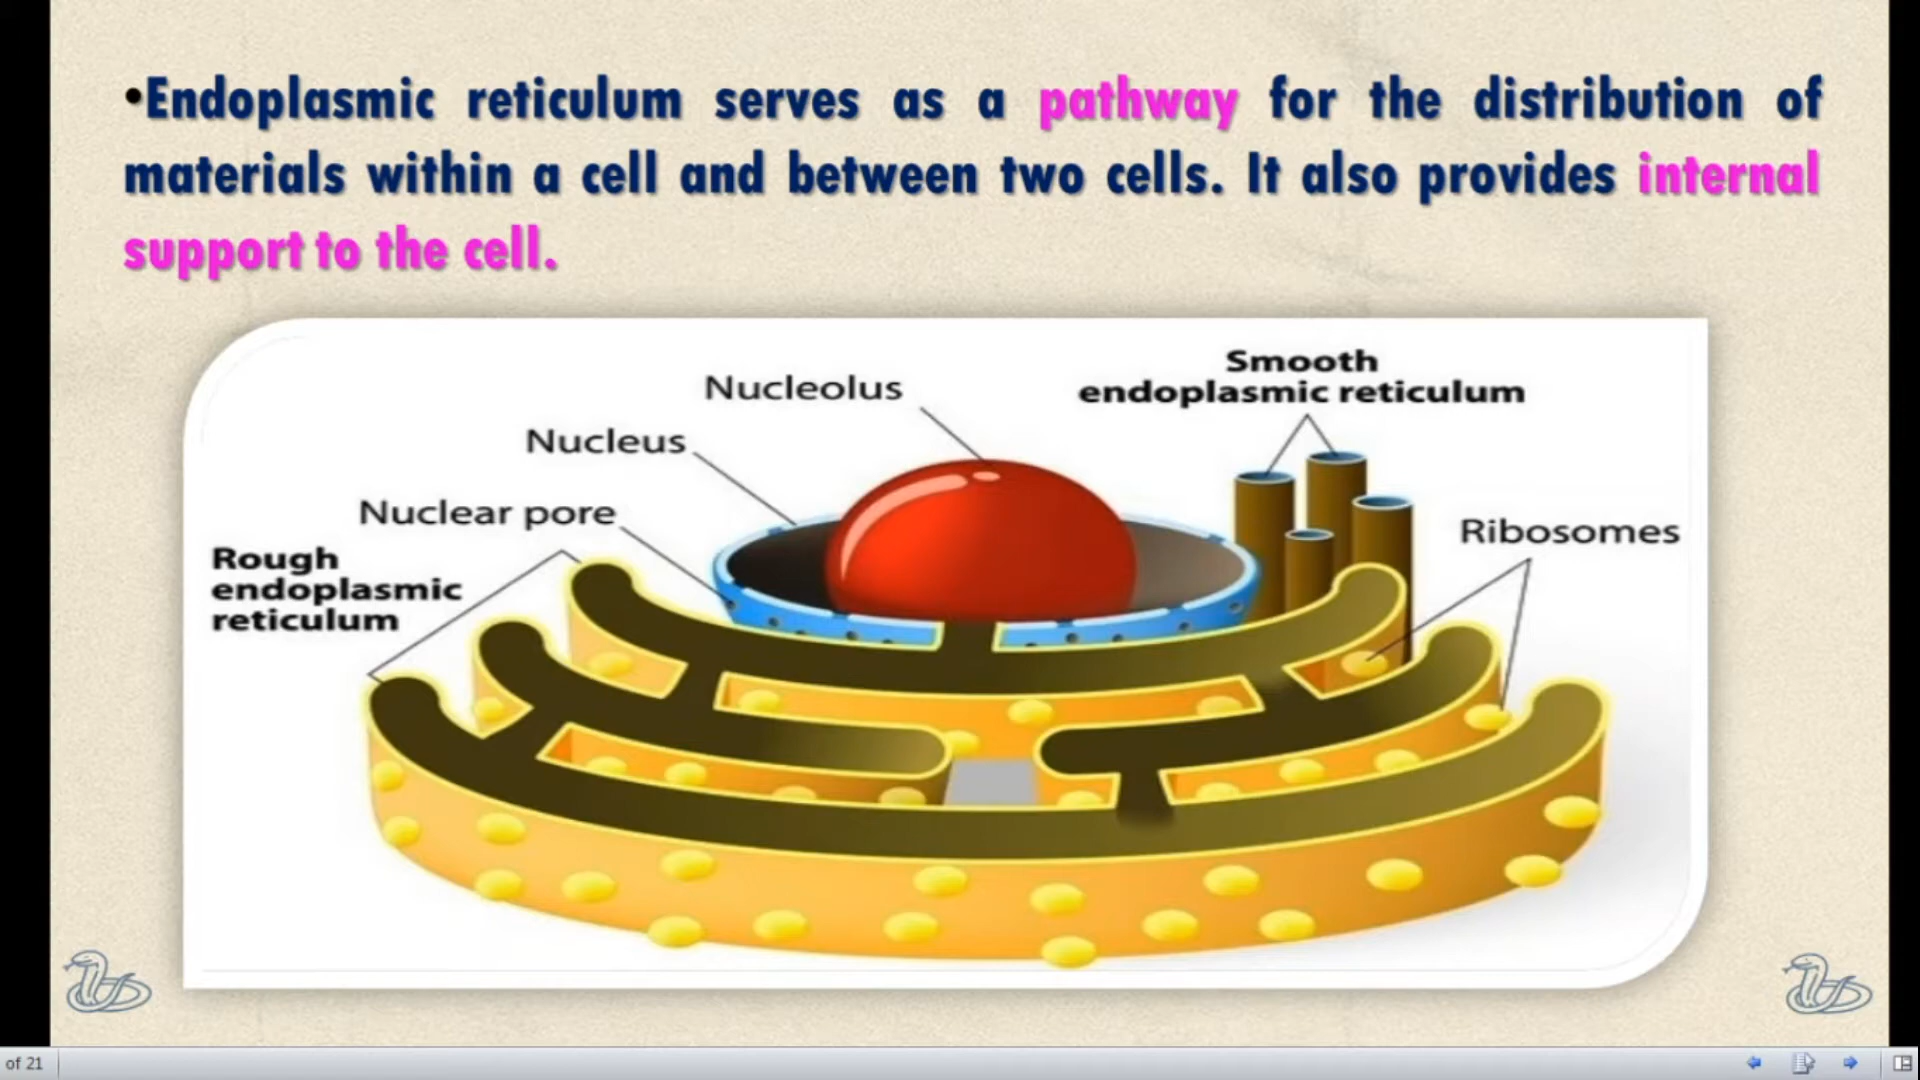 •Endoplasmic reticulum serves as a pathway for the distribution of
materials within a cell and between two cells. It also provides internal
support to the cell.
Smooth
endoplasmic reticulum
Nucleolus
Nucleus
Nuclear pore
Ribosomes
Rough
endoplasmic
reticulum
of 21